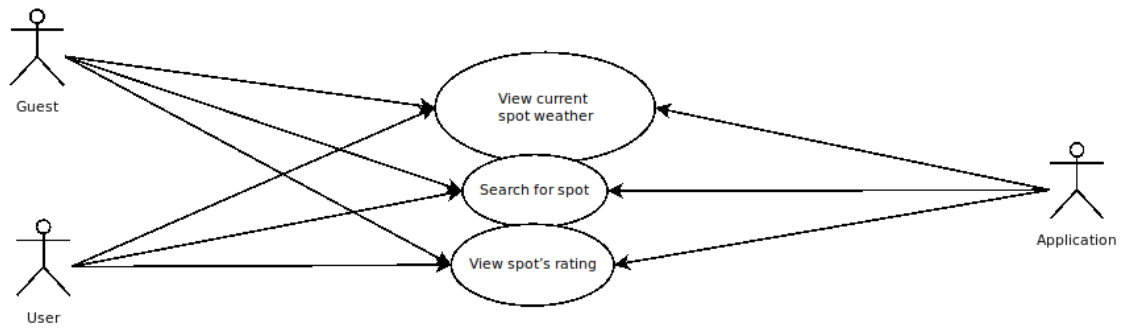 Guest
View current
spot weather
Search for spot
Application
View spot's rating
User